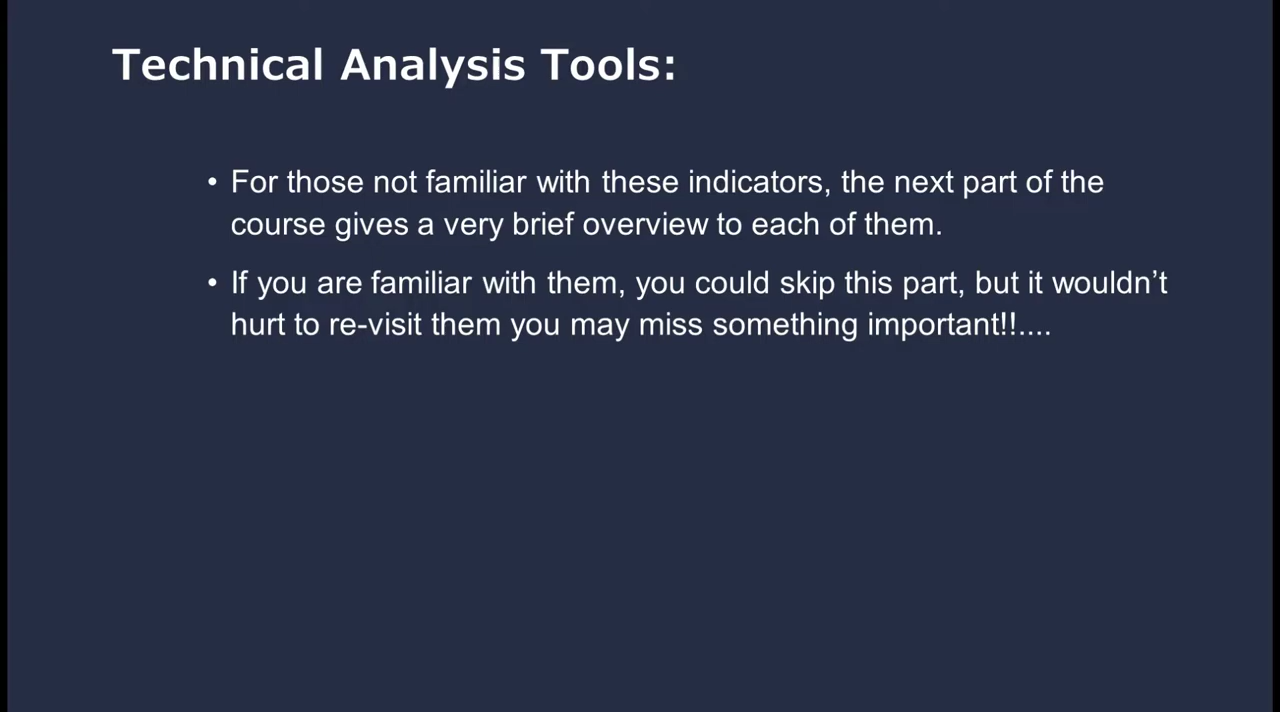 Technical Analysis Tools:
• For those not familiar with these indicators, the next part of the
course gives a very brief overview to each of them.
• If you are familiar with them, you could skip this part, but it wouldn’t
hurt to re-visit them you may miss something important!!....